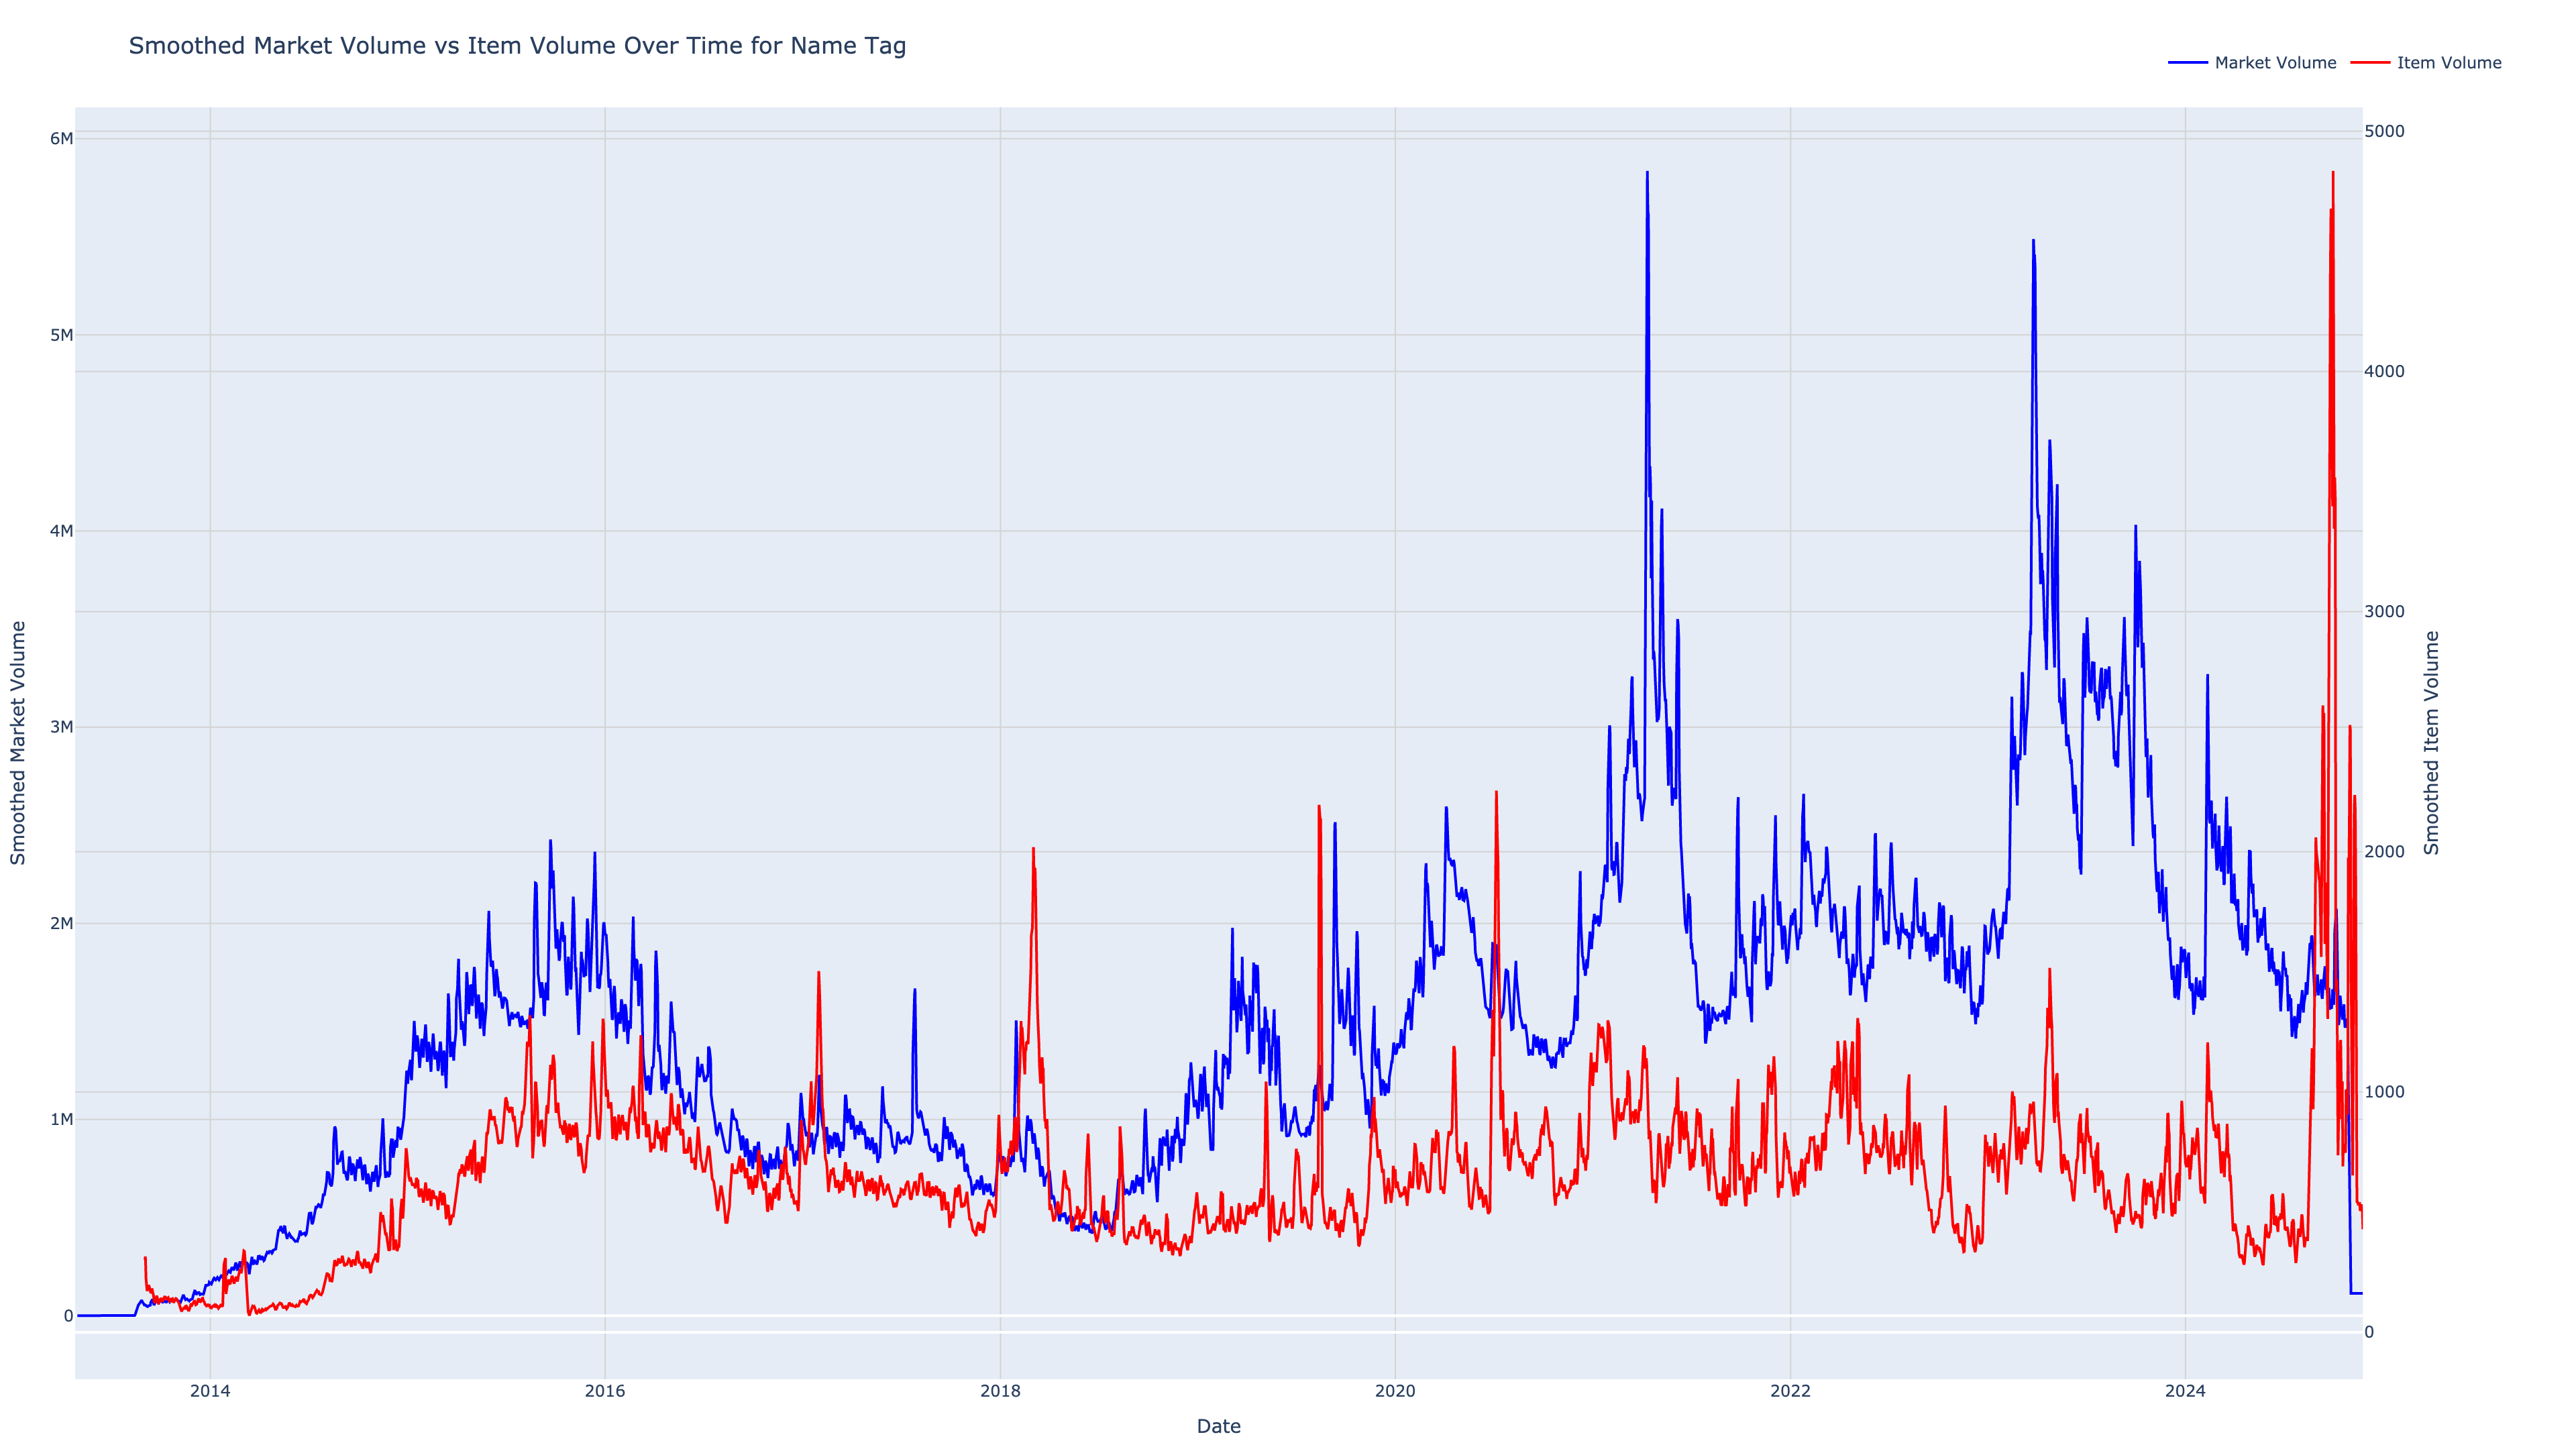 Smoothed Market Volume vs Item Volume Over Time for Name Tag
Market Volume
Item Volume
6M
5M
4M
3M
2M
1M
0
5000
4000
3000
2000
1000
0
Smoothed Market Volume
Smoothed Item Volume
2014
2016
2018
2020
2022
2024
Date